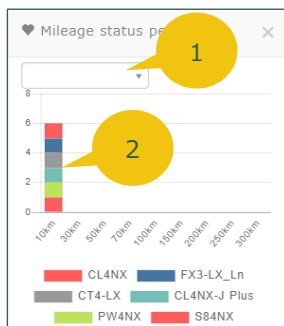 Mileage status pe
1
8
6
4
2
0
2
10km 30km 50km 70km 100km 150km 200km 250km 300km
CL4NX FX3-LX_Ln
CT4-LX CL4NX-J Plus
PW4NX S84NX